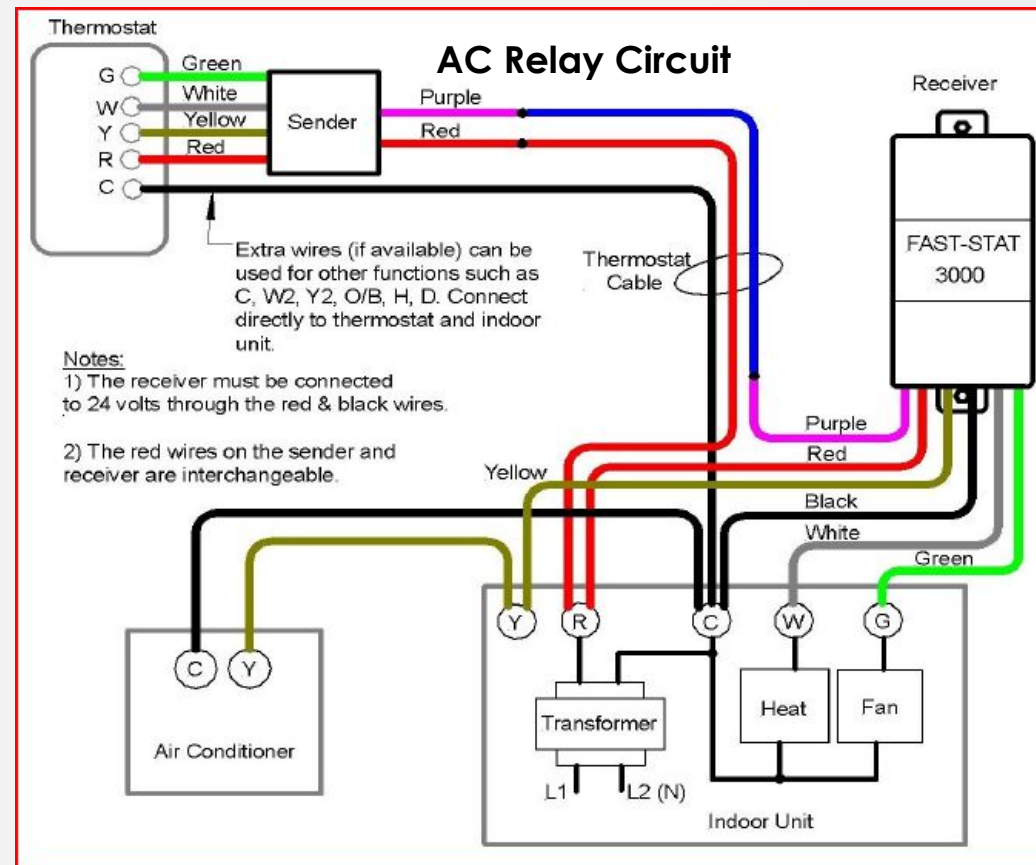 Thermostat
AC Relay Circuit
G
Green
W
White
Y
Yellow
R
Red
C
Sender
Purple
Red
Receiver
FAST-STAT
3000
Extra wires (if available) can be
used for other functions such as
C, W2, Y2, O/B, H, D. Connect
directly to thermostat and indoor
unit.
Thermostat
Cable
Notes:
1) The receiver must be connected
to 24 volts through the red & black wires.
2) The red wires on the sender and
receiver are interchangeable.
Purple
Red
Yellow
Black
White
Green
Y
R
C
W
G
C
Y
Air Conditioner
Transformer
Heat
Fan
L1
L2 (N)
Indoor Unit